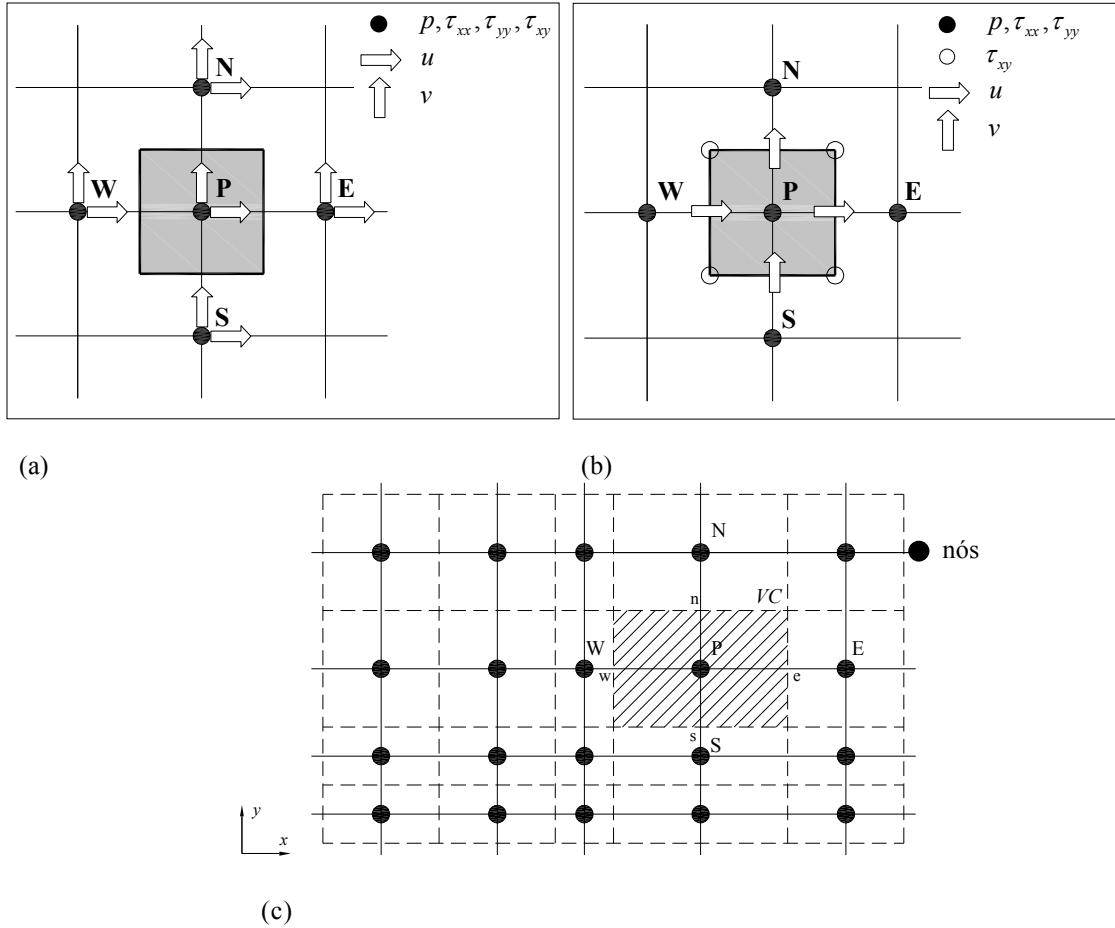 p, τxx, τyy, τxy
u
v
N
W
P
E
S
p, τxx, τyy
τxy
u
v
N
W
P
E
S
(a)
(b)
N
nós
n
VC
W
P
E
w
e
s
S
y
x
(c)